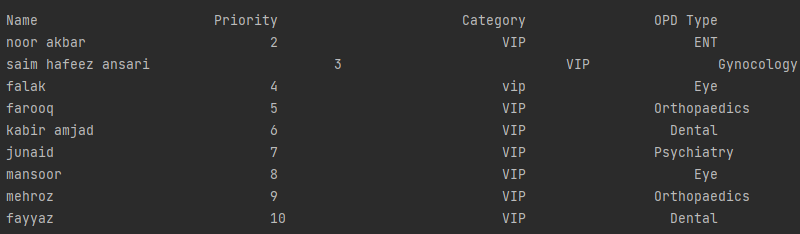 Name Priority Category OPD Type
noor akbar 2 VIP ENT
saim hafeez ansari 3 VIP Gynocology
falak 4 vip Eye
farooq 5 VIP Orthopaedics
kabir amjad 6 VIP Dental
junaid 7 VIP Psychiatry
mansoor 8 VIP Eye
mehroz 9 VIP Orthopaedics
fayyaz 10 VIP Dental